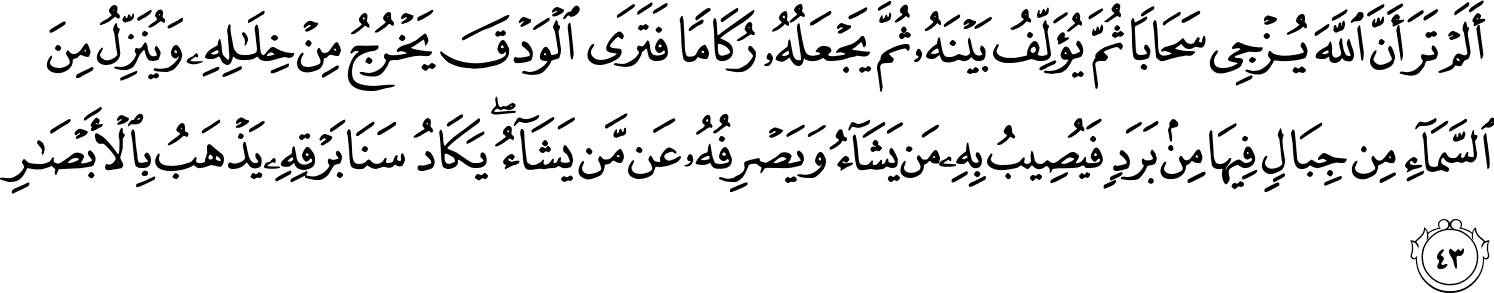 أَلَمْ تَرَ أَنَّ ٱللَّهَ يُزْجِى سَحَابًا ثُمَّ يُؤَلِّفُ بَيْنَهُۥ ثُمَّ يَجْعَلُهُۥ رُكَامًا فَتَرَى ٱلْوَدْقَ يَخْرُجُ مِنْ خِلَـٰلِهِۦ وَيُنَزِّلُ مِنَ
ٱلسَّمَآءِ مِن جِبَالٍ فِيهَا مِنۢ بَرَدٍ فَيُصِيبُ بِهِۦ مَن يَشَآءُ وَيَصْرِفُهُۥ عَن مَّن يَشَآءُ ۖ يَكَادُ سَنَا بَرْقِهِۦ يَذْهَبُ بِٱلْأَبْصَـٰرِ
٤٣